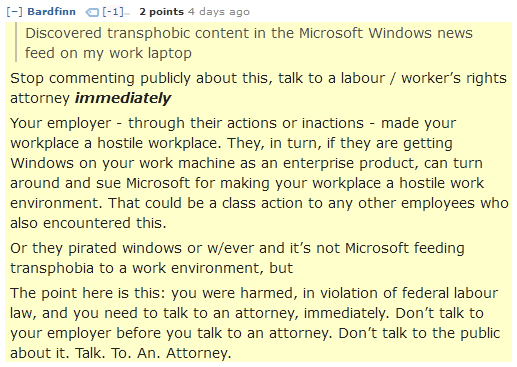 [−] Bardfinn [-1]… 2 points 4 days ago
Discovered transphobic content in the Microsoft Windows news
feed on my work laptop
Stop commenting publicly about this, talk to a labour / worker's rights
attorney immediately
Your employer - through their actions or inactions - made your
workplace a hostile workplace. They, in turn, if they are getting
Windows on your work machine as an enterprise product, can turn
around and sue Microsoft for making your workplace a hostile work
environment. That could be a class action to any other employees who
also encountered this.
Or they pirated windows or w/ever and it's not Microsoft feeding
transphobia to a work environment, but
The point here is this: you were harmed, in violation of federal labour
law, and you need to talk to an attorney, immediately. Don't talk to
your employer before you talk to an attorney. Don't talk to the public
about it. Talk. To. An. Attorney.